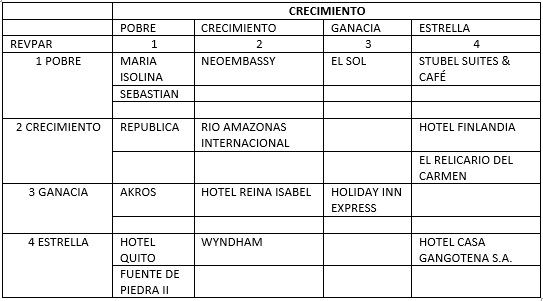 CRECIMIENTO
POBRE CRECIMIENTO GANACIA ESTRELLA
REVPAR 1 2 3 4
1 POBRE MARIA ISOLINA NEOEMBASSY EL SOL STUBEL SUITES & CAFÉ
SEBASTIAN
2 CRECIMIENTO REPUBLICA RIO AMAZONAS INTERNACIONAL HOTEL FINLANDIA
EL RELICARIO DEL CARMEN
3 GANACIA AKROS HOTEL REINA ISABEL HOLIDAY INN EXPRESS
4 ESTRELLA HOTEL QUITO WYNDHAM HOTEL CASA GANGOTENA S.A.
FUENTE DE PIEDRA II